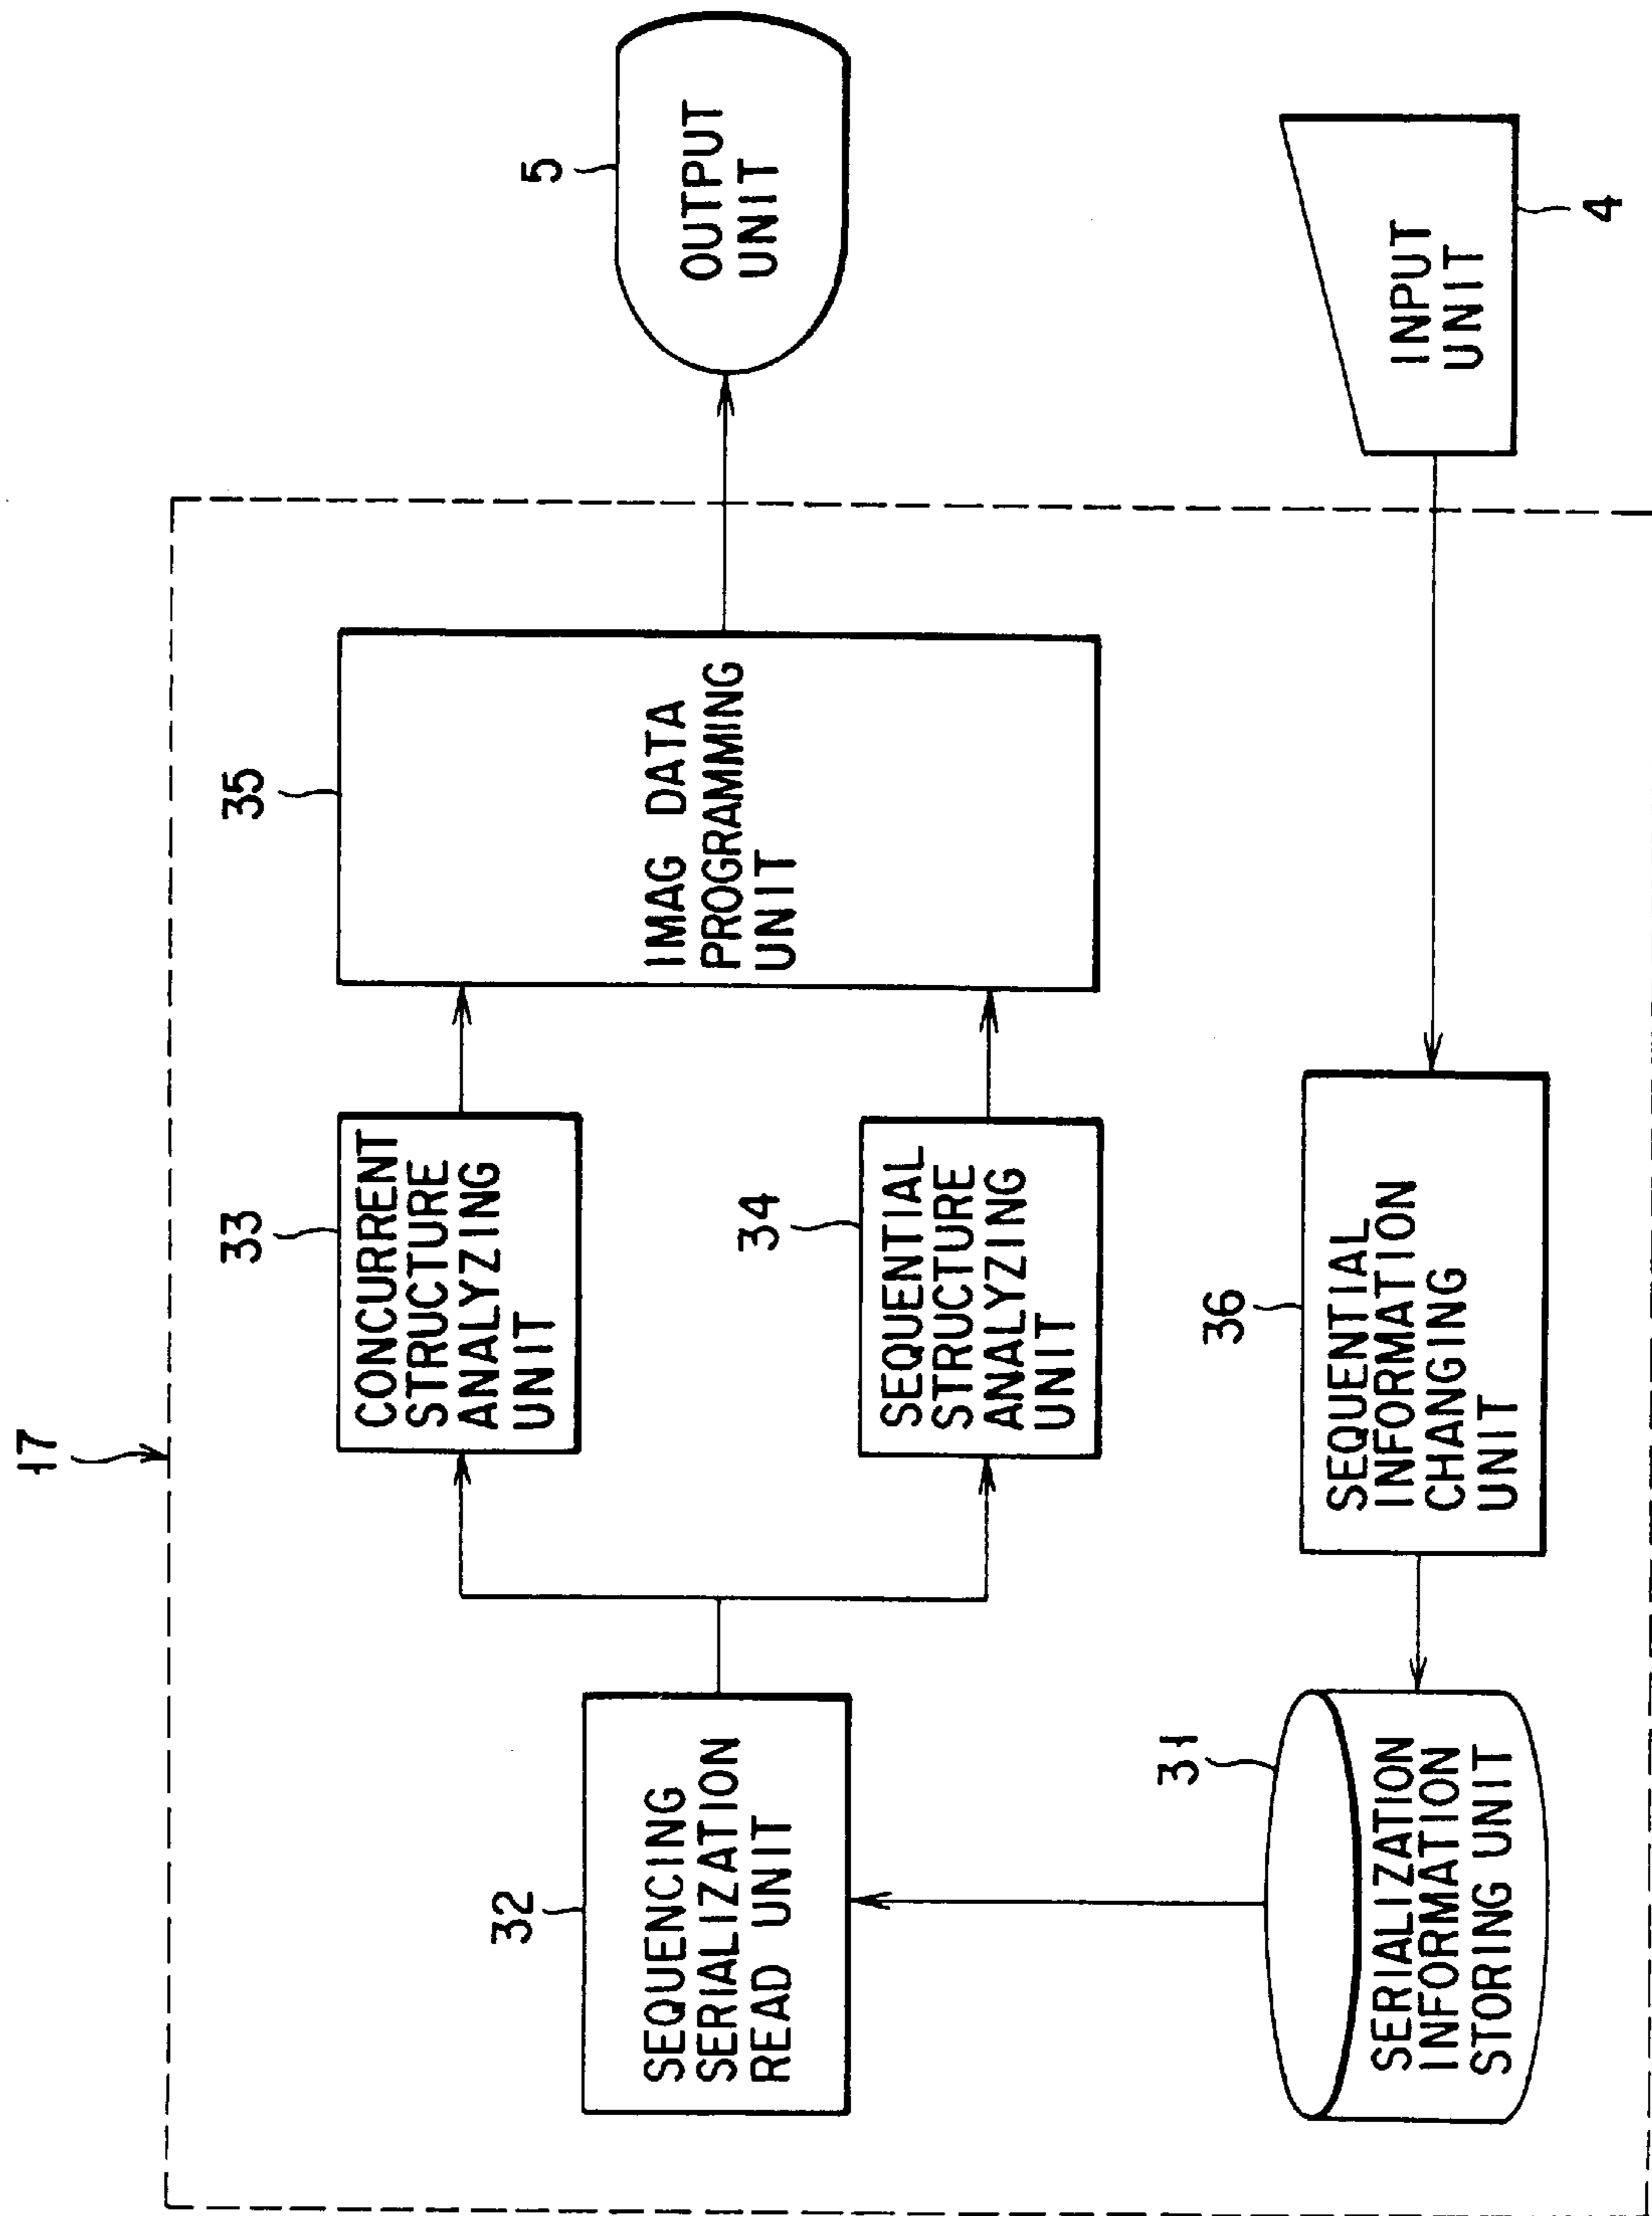 17
32
SEQUENCING
SERIALIZATION
READ UNIT
33
CONCURRENT
STRUCTURE
ANALYZING
UNIT
34
SEQUENTIAL
STRUCTURE
ANALYZING
UNIT
35
IMAG DATA
PROGRAMMING
UNIT
5
OUTPUT
UNIT
31
SERIALIZATION
INFORMATION
STORING UNIT
36
SEQUENTIAL
INFORMATION
CHANGING
UNIT
INPUT
UNIT
4